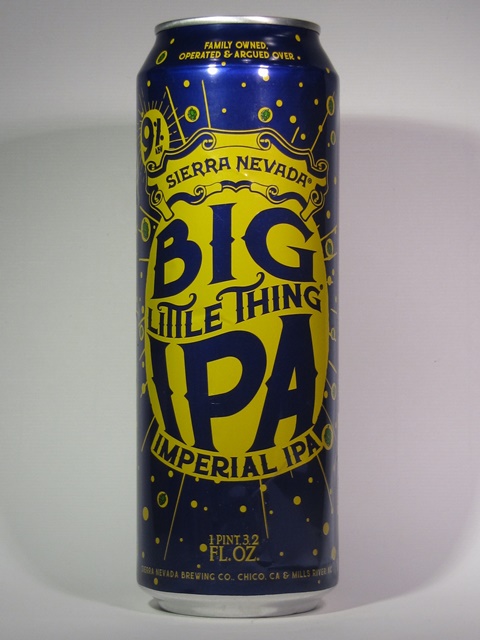 FAMILY OWNED,
OPERATED & ARGUED OVER
9%
SIERRA NEVADA®
BIG
LITTLE THING®
IPA
IMPERIAL IPA
1 PINT 3.2
FL. OZ.
SIERRA NEVADA BREWING CO., CHICO, CA & MILLS RIVER, NC